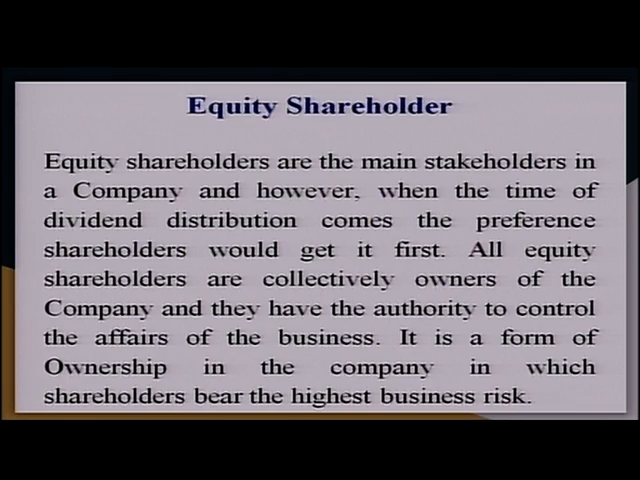 Equity Shareholder
Equity shareholders are the main stakeholders in
a Company and however, when the time of
dividend distribution comes the preference
shareholders would get it first. All equity
shareholders are collectively owners of the
Company and they have the authority to control
the affairs of the business. It is a form of
Ownership in the company in which
shareholders bear the highest business risk.